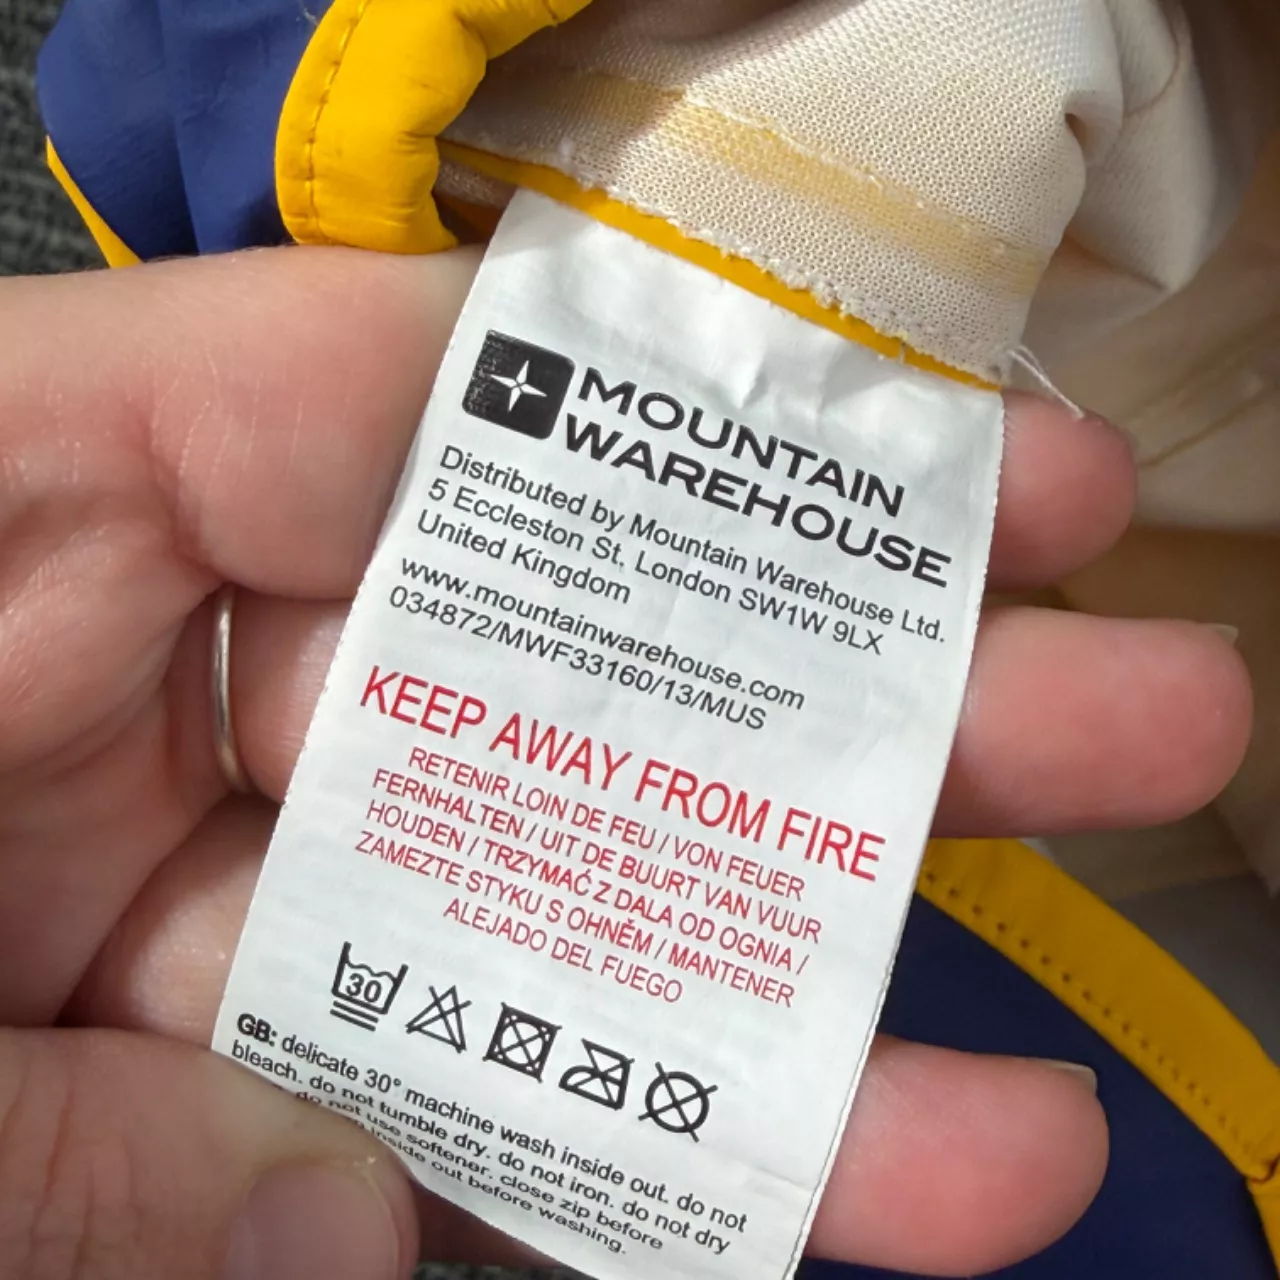 MOUNTAIN
WAREHOUSE
Distributed by Mountain Warehouse Ltd.
5 Eccleston St, London SW1W 9LX
United Kingdom
www.mountainwarehouse.com
034872/MWF33160/13/MUS
KEEP AWAY FROM FIRE
RETENIR LOIN DE FEU / VON FEUER
FERNHALTEN / UIT DE BUURT VAN VUUR
HOUDEN / TRZYMAĆ Z DALA OD OGNIA /
ZAMEZTE STYKU S OHNĚM / MANTENER
ALEJADO DEL FUEGO
30
GB: delicate 30° machine wash inside out. do not
bleach. do not tumble dry. do not iron. do not dry
do not use softener. close zip before
inside out before washing.